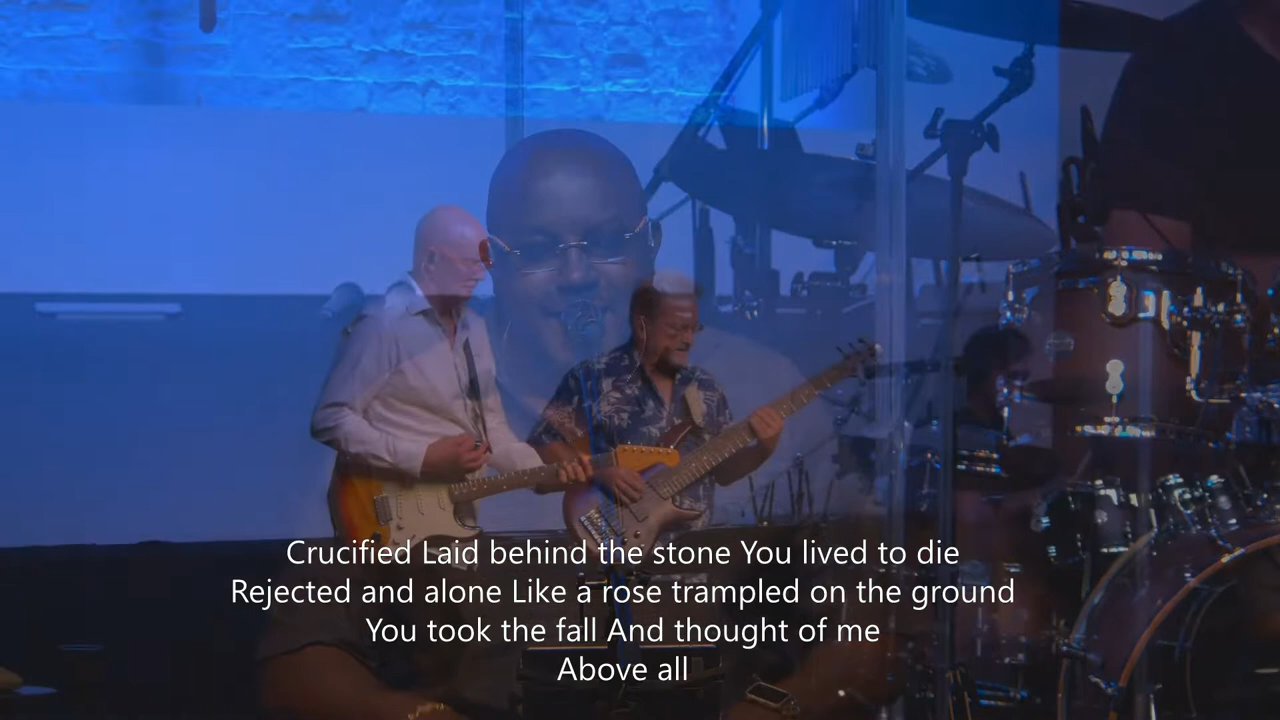 Crucified Laid behind the stone You lived to die
Rejected and alone Like a rose trampled on the ground
You took the fall And thought of me
Above all